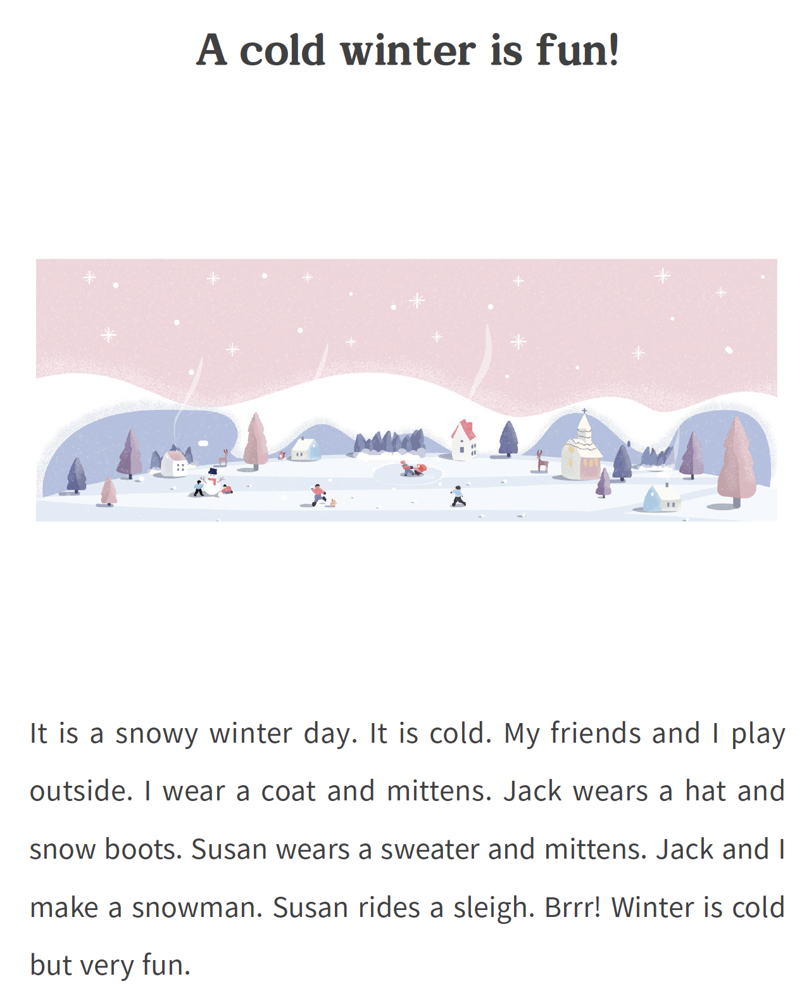 A cold winter is fun!
It is a snowy winter day. It is cold. My friends and I play
outside. I wear a coat and mittens. Jack wears a hat and
snow boots. Susan wears a sweater and mittens. Jack and I
make a snowman. Susan rides a sleigh. Brrr! Winter is cold
but very fun.